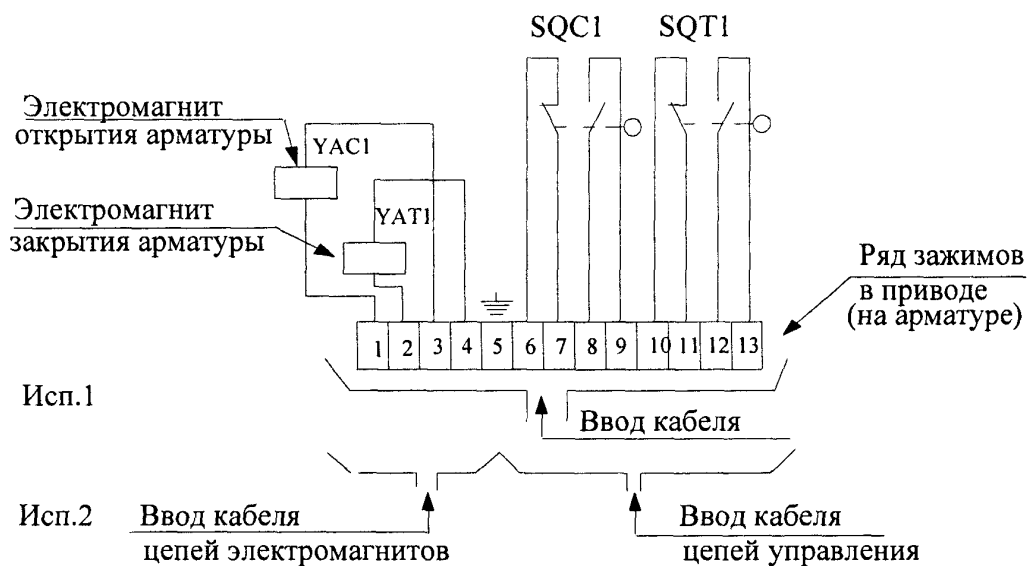 SQC1 SQT1
Электромагнит
открытия арматуры
YAC1
Электромагнит
закрытия арматуры
YAT1
Ряд зажимов
в приводе
(на арматуре)
1 2 3 4 5 6 7 8 9 10 11 12 13
Исп.1
Ввод кабеля
Исп.2
Ввод кабеля
цепей электромагнитов
Ввод кабеля
цепей управления